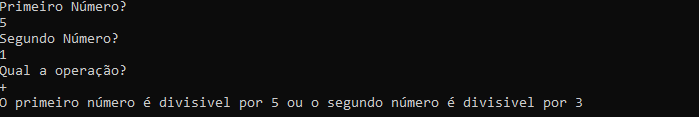 Primeiro Número?
5
Segundo Número?
1
Qual a operação?
+
O primeiro número é divisivel por 5 ou o segundo número é divisivel por 3